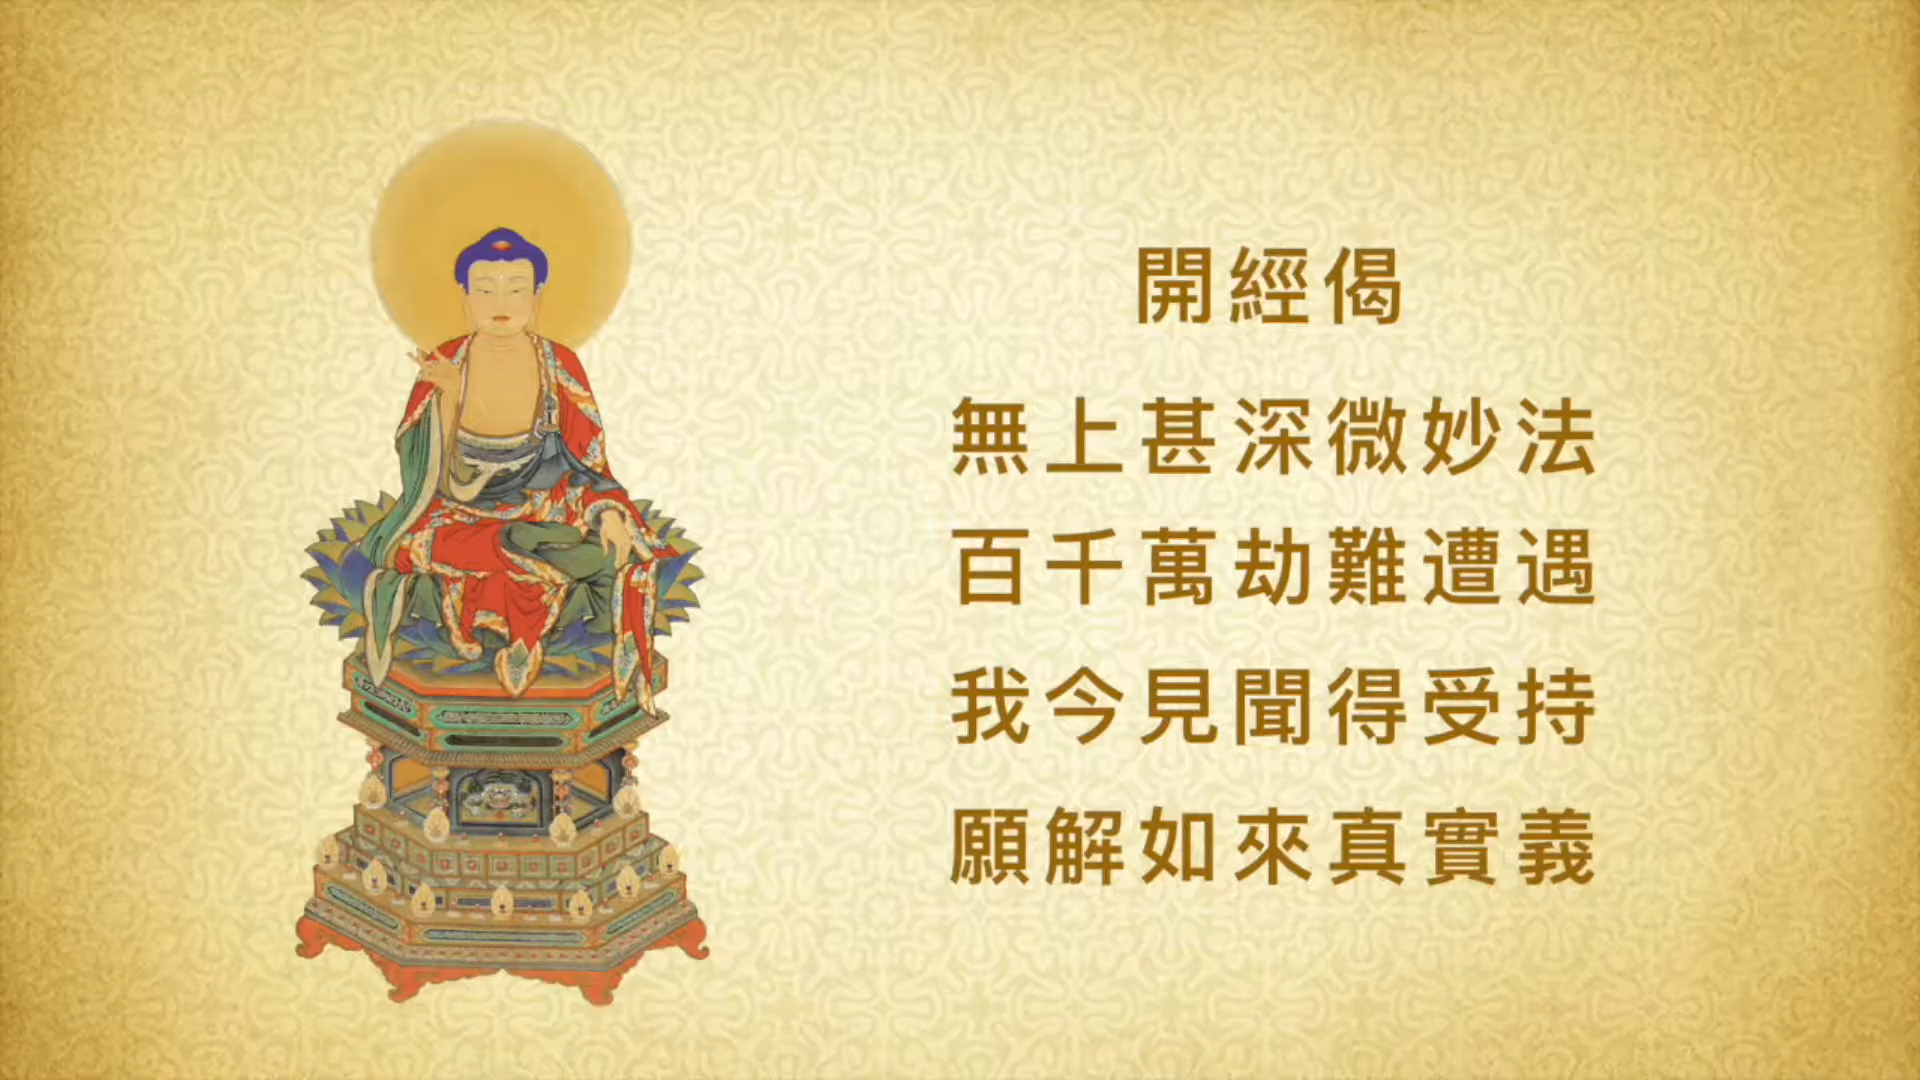 開經偈
無上甚深微妙法
百千萬劫難遭遇
我今見聞得受持
願解如來真實義